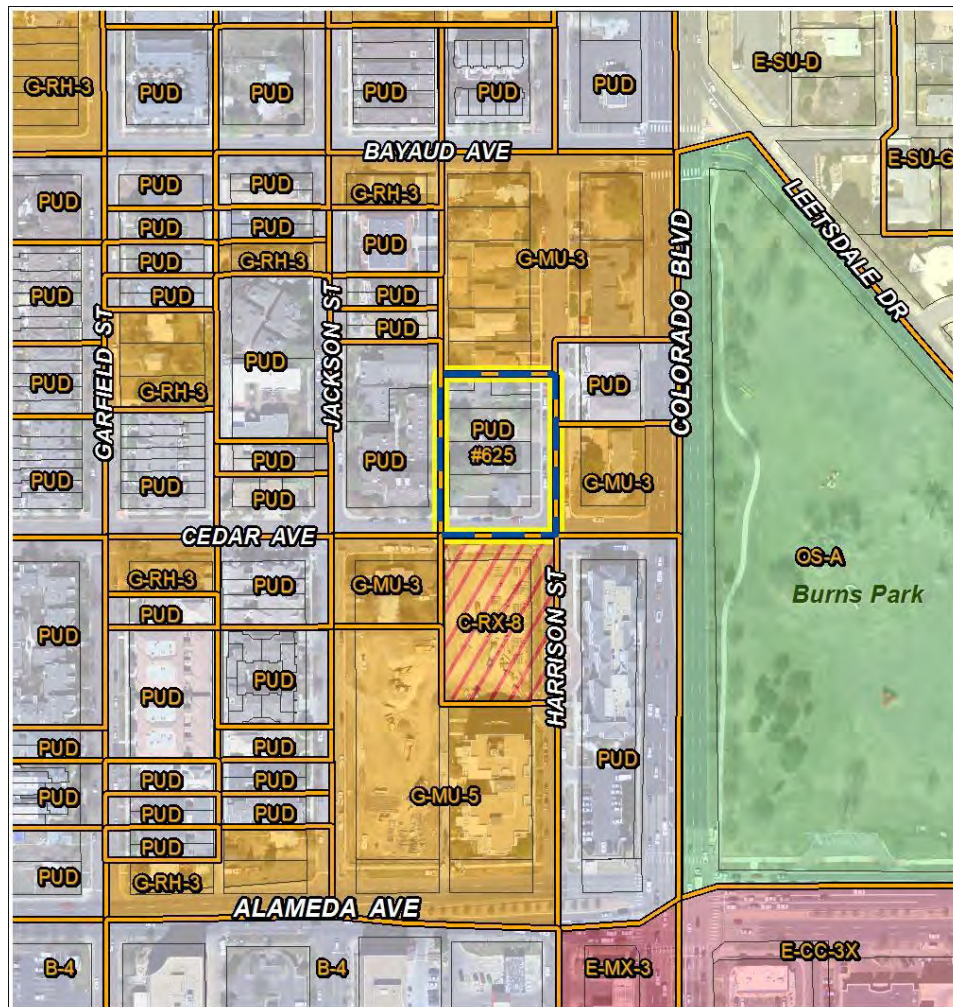 G-RH-3
PUD
PUD
PUD
PUD
PUD
E-SU-D
BAYAUD AVE
E-SU-G
PUD
PUD
PUD
G-RH-3
PUD
PUD
PUD
G-MU-3
PUD
G-RH-3
PUD
PUD
PUD
PUD
LEETSDALE DR
COLORADO BLVD
JACKSON ST
GARFIELD ST
PUD
PUD
G-RH-3
PUD
PUD
PUD
#625
PUD
PUD
PUD
PUD
G-MU-3
PUD
PUD
CEDAR AVE
OS-A
Burns Park
G-RH-3
PUD
G-MU-3
PUD
C-RX-8
HARRISON ST
PUD
PUD
PUD
PUD
PUD
PUD
PUD
PUD
PUD
PUD
G-MU-5
PUD
PUD
PUD
PUD
G-RH-3
ALAMEDA AVE
B-4
B-4
E-MX-3
E-CC-3X